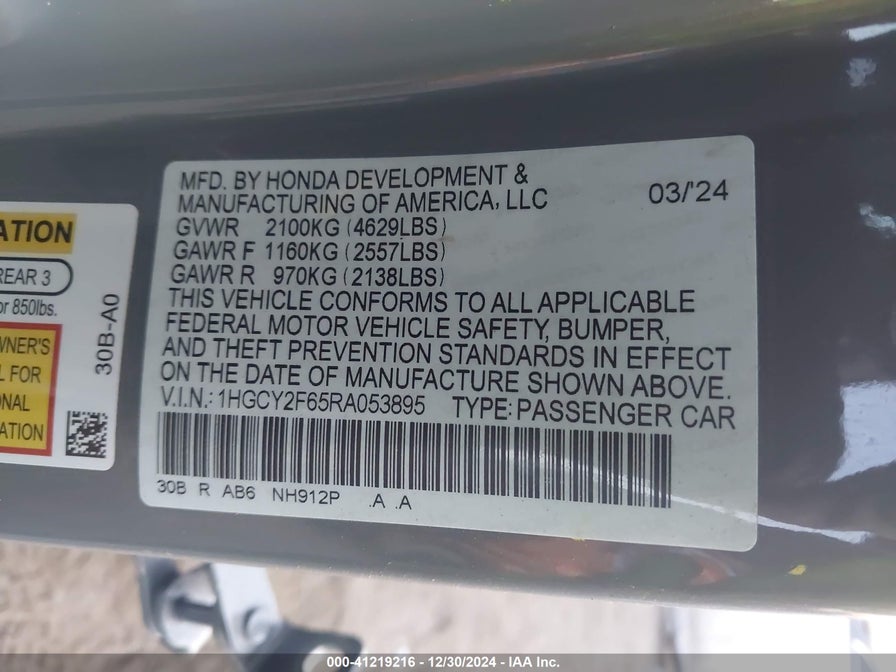 MFD. BY HONDA DEVELOPMENT &
MANUFACTURING OF AMERICA, LLC 03/'24
GVWR 2100KG (4629LBS)
GAWR F 1160KG (2557LBS)
GAWR R 970KG (2138LBS)
THIS VEHICLE CONFORMS TO ALL APPLICABLE
FEDERAL MOTOR VEHICLE SAFETY, BUMPER,
AND THEFT PREVENTION STANDARDS IN EFFECT
ON THE DATE OF MANUFACTURE SHOWN ABOVE.
V.I.N.: 1HGCY2F65RA053895 TYPE: PASSENGER CAR
30B R AB6 NH912P .A .A
ATION
REAR 3
or 850lbs.
WNER'S
L FOR
ONAL
ATION
30B-A0
000-41219216 - 12/30/2024 - IAA Inc.